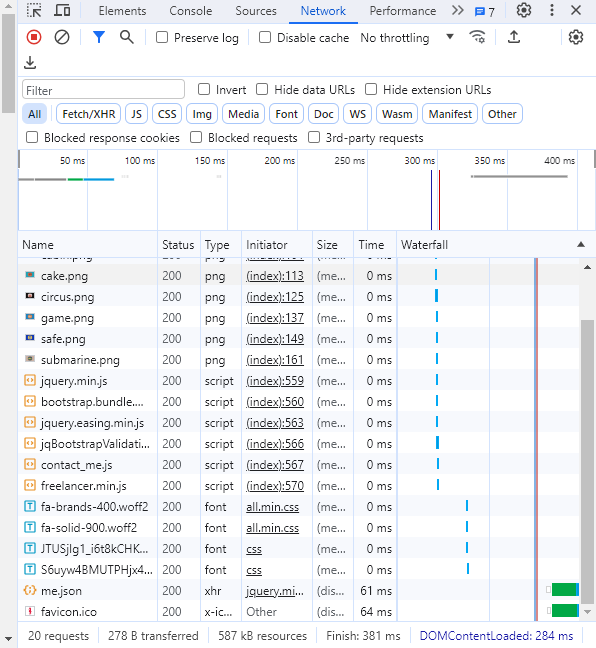 Elements Console Sources Network Performance 7
Preserve log Disable cache No throttling
Filter Invert Hide data URLs Hide extension URLs
All Fetch/XHR JS CSS Img Media Font Doc WS Wasm Manifest Other
Blocked response cookies Blocked requests 3rd-party requests
50 ms 100 ms 150 ms 200 ms 250 ms 300 ms 350 ms 400 ms
Name Status Type Initiator Size Time Waterfall
cake.png 200 png (index):113 (me... 0 ms
circus.png 200 png (index):125 (me... 0 ms
game.png 200 png (index):137 (me... 0 ms
safe.png 200 png (index):149 (me... 0 ms
submarine.png 200 png (index):161 (me... 0 ms
jquery.min.js 200 script (index):559 (me... 0 ms
bootstrap.bundle.... 200 script (index):560 (me... 0 ms
jquery.easing.min.js 200 script (index):563 (me... 0 ms
jqBootstrapValidati... 200 script (index):566 (me... 0 ms
contact_me.js 200 script (index):567 (me... 0 ms
freelancer.min.js 200 script (index):570 (me... 0 ms
fa-brands-400.woff2 200 font all.min.css (me... 0 ms
fa-solid-900.woff2 200 font all.min.css (me... 0 ms
JTUSjIg1_i6t8kCHK... 200 font css (me... 0 ms
S6uyw4BMUTPHjx4... 200 font css (me... 0 ms
me.json 200 xhr jquery.mi... (dis... 61 ms
favicon.ico 200 x-ic... Other (dis... 64 ms
20 requests 278 B transferred 587 kB resources Finish: 381 ms DOMContentLoaded: 284 ms